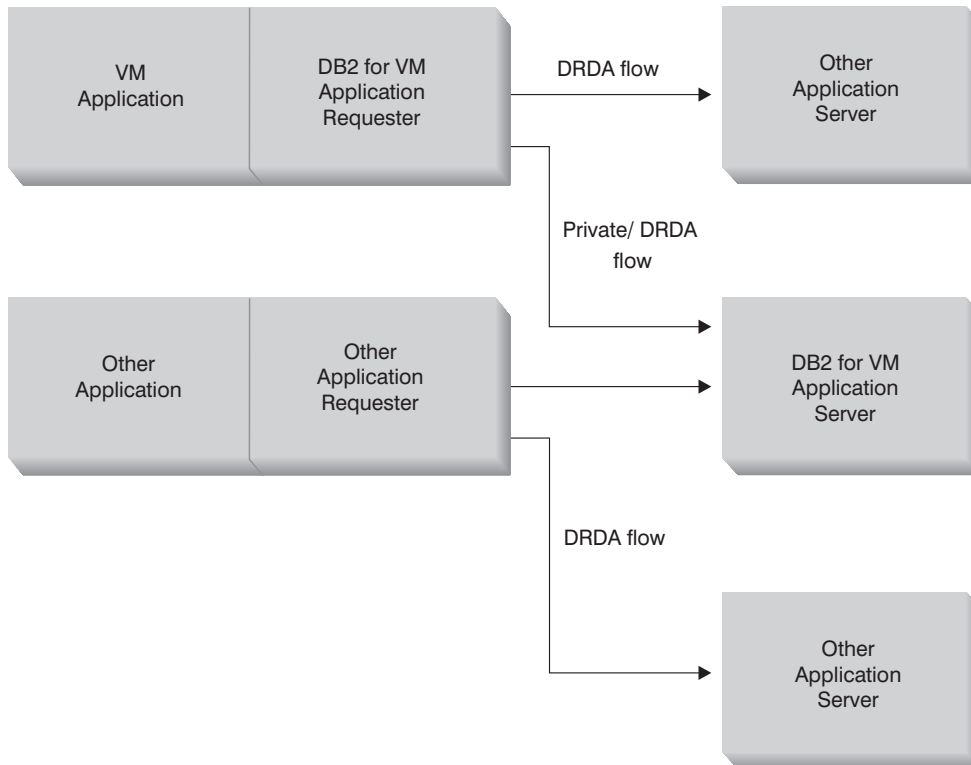 VM
Application
DB2 for VM
Application
Requester
DRDA flow
Other
Application
Server
Private/ DRDA
flow
Other
Application
Other
Application
Requester
DB2 for VM
Application
Server
DRDA flow
Other
Application
Server